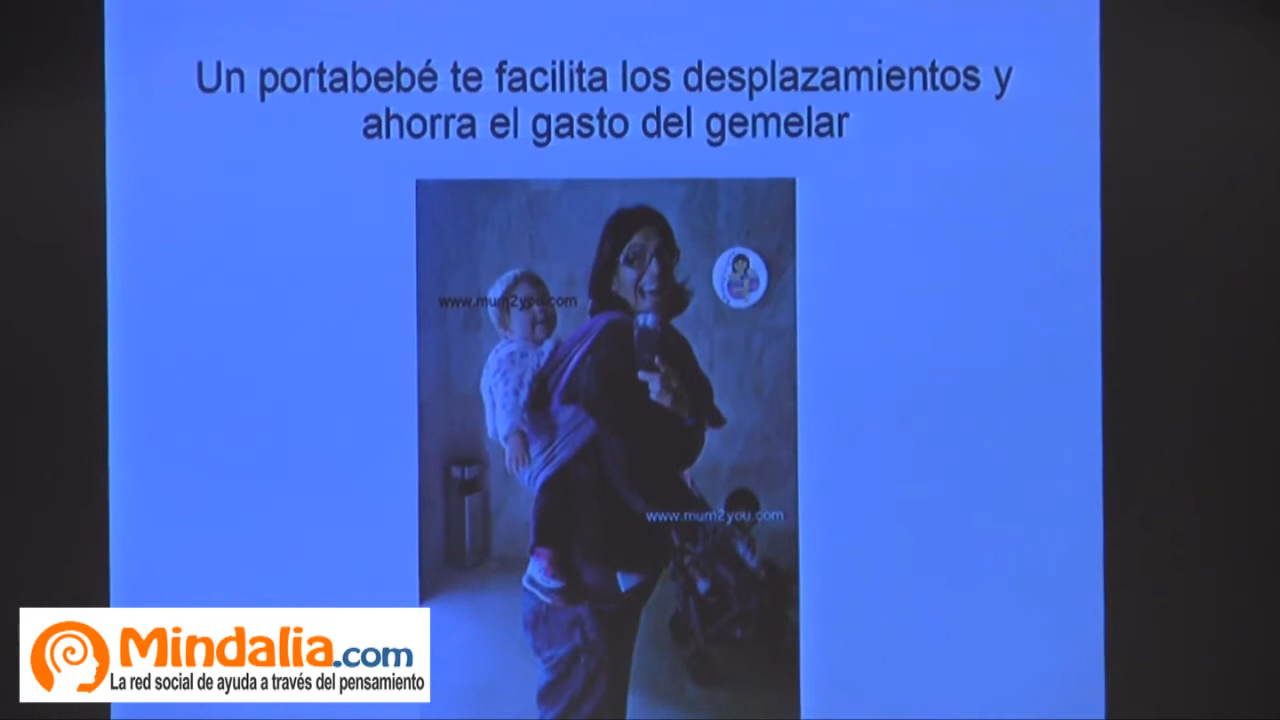 Un portabebé te facilita los desplazamientos y
ahorra el gasto del gemelar
www.mum2you.com
www.mum2you.com
Mindalia.com
La red social de ayuda a través del pensamiento